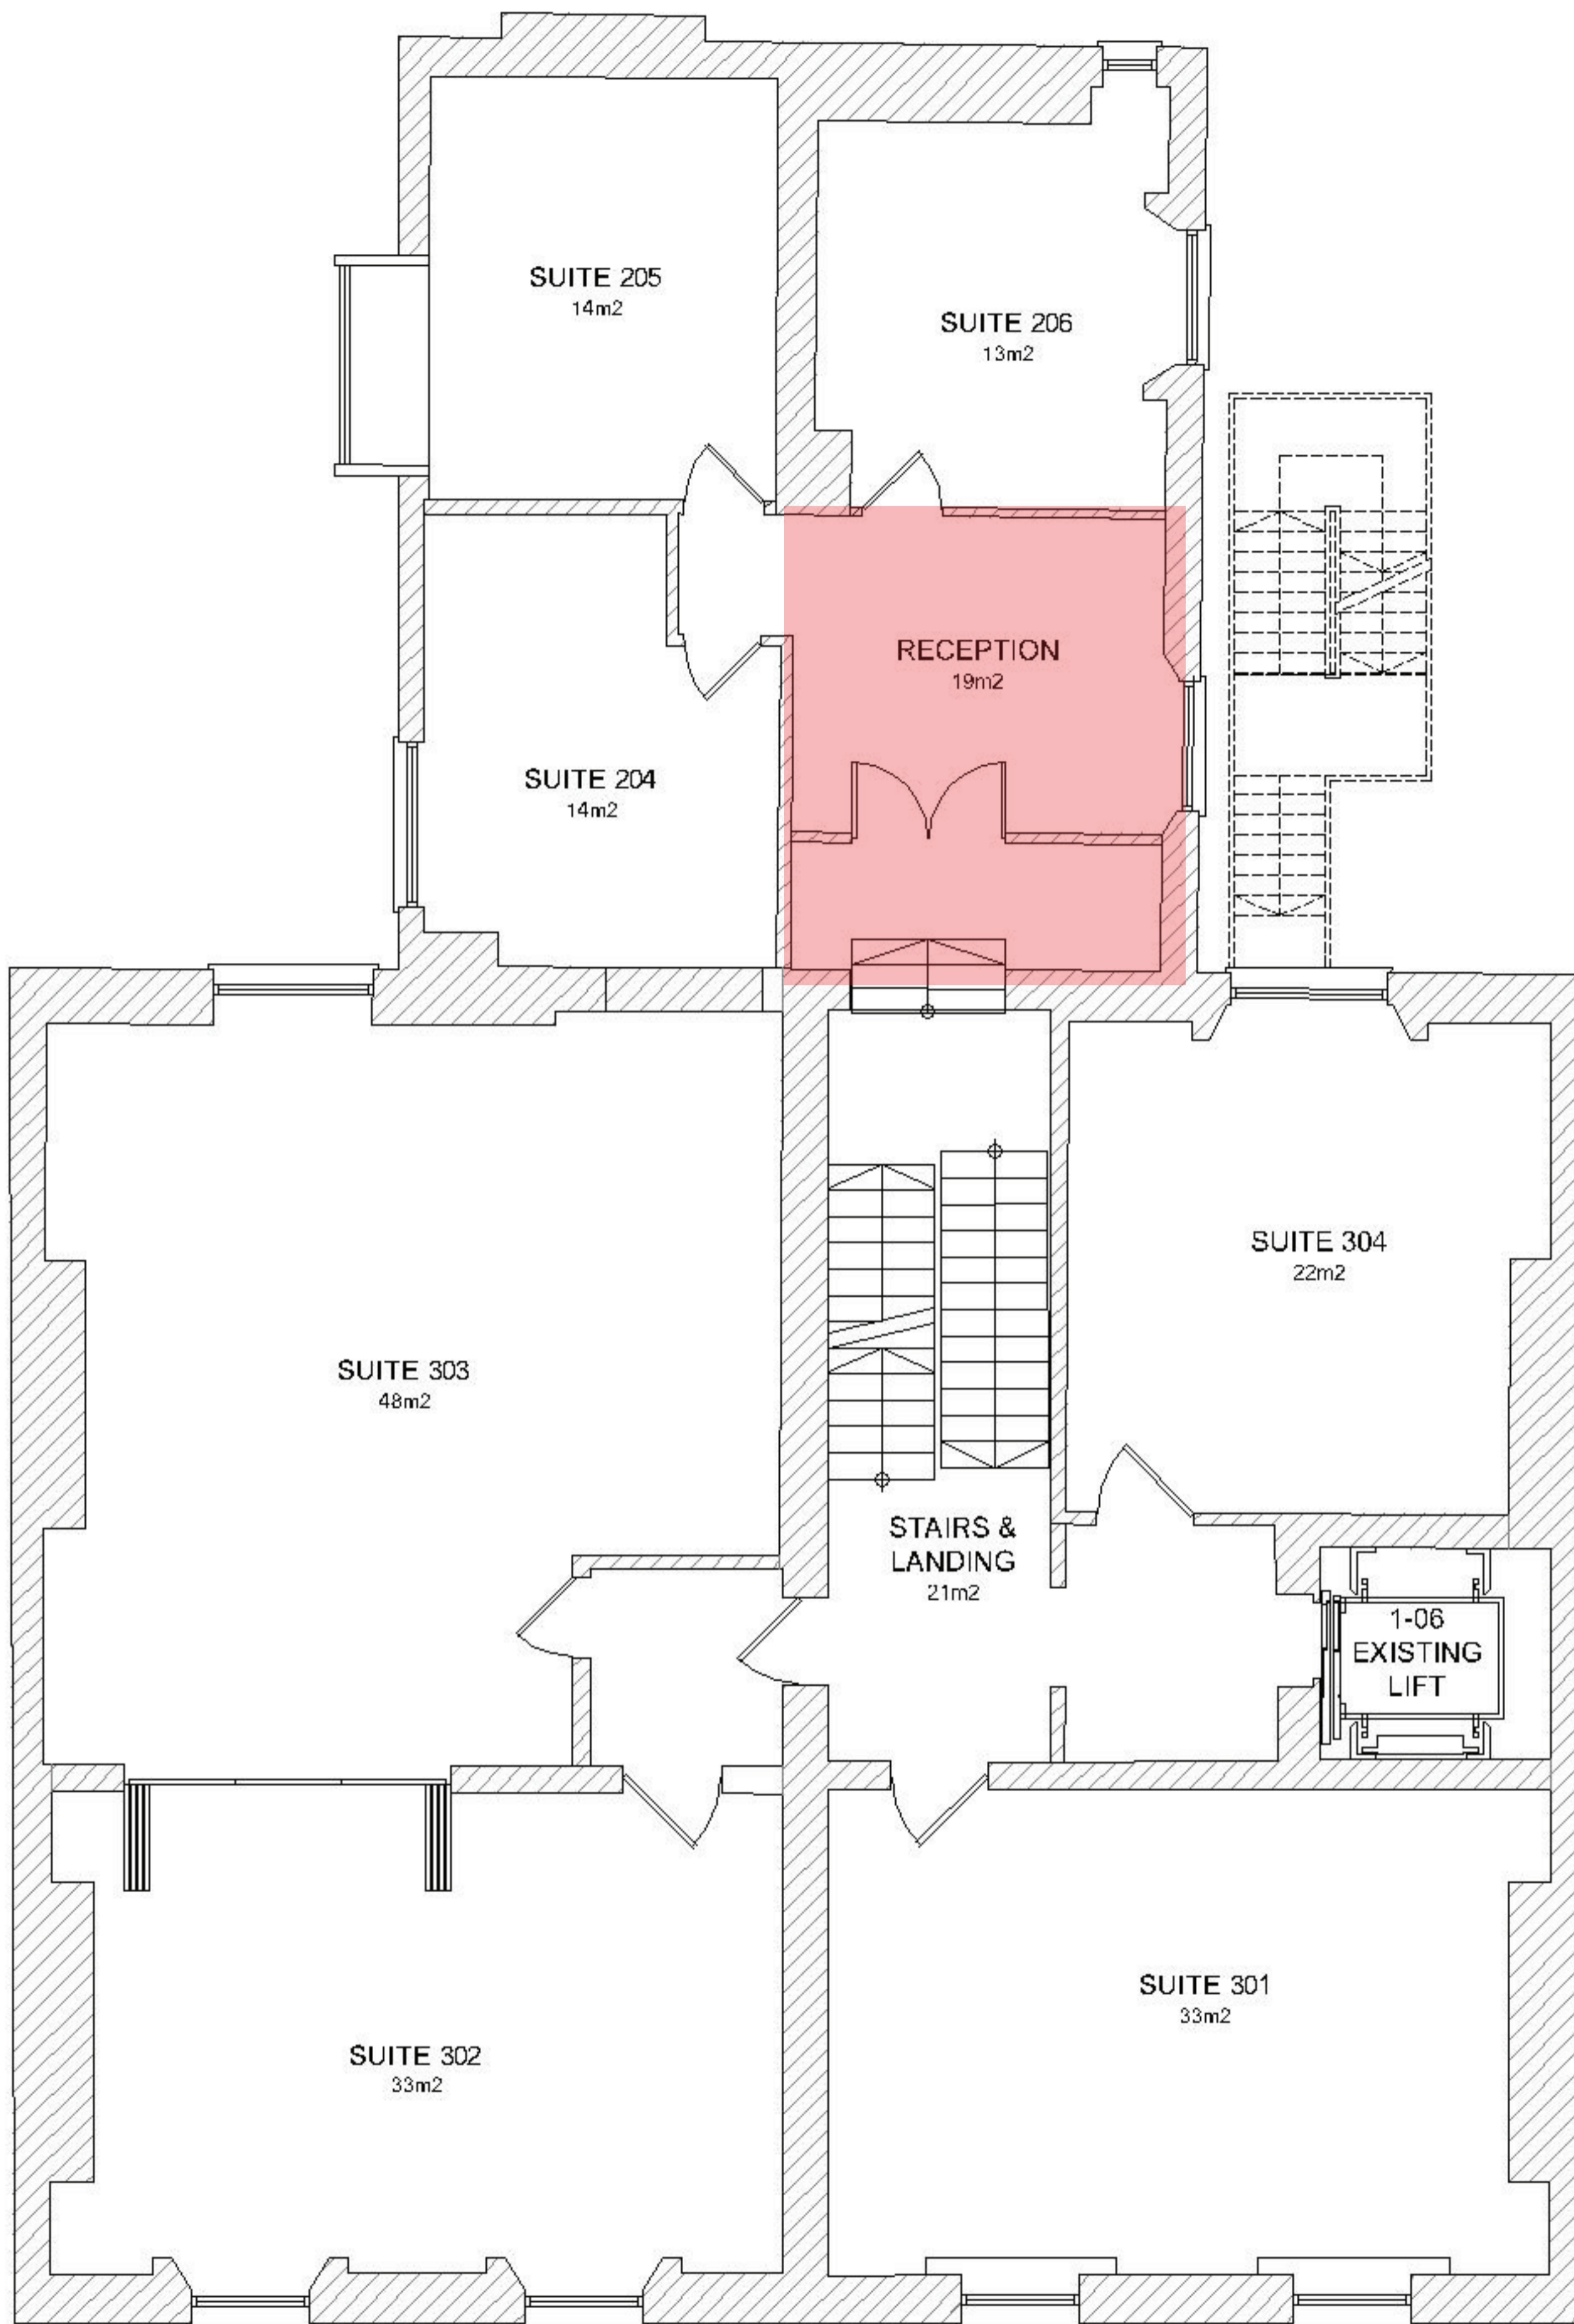 SUITE 205
14m2
SUITE 206
13m2
RECEPTION
19m2
SUITE 204
14m2
SUITE 304
22m2
SUITE 303
48m2
STAIRS &
LANDING
21m2
1-06
EXISTING
LIFT
SUITE 301
33m2
SUITE 302
33m2